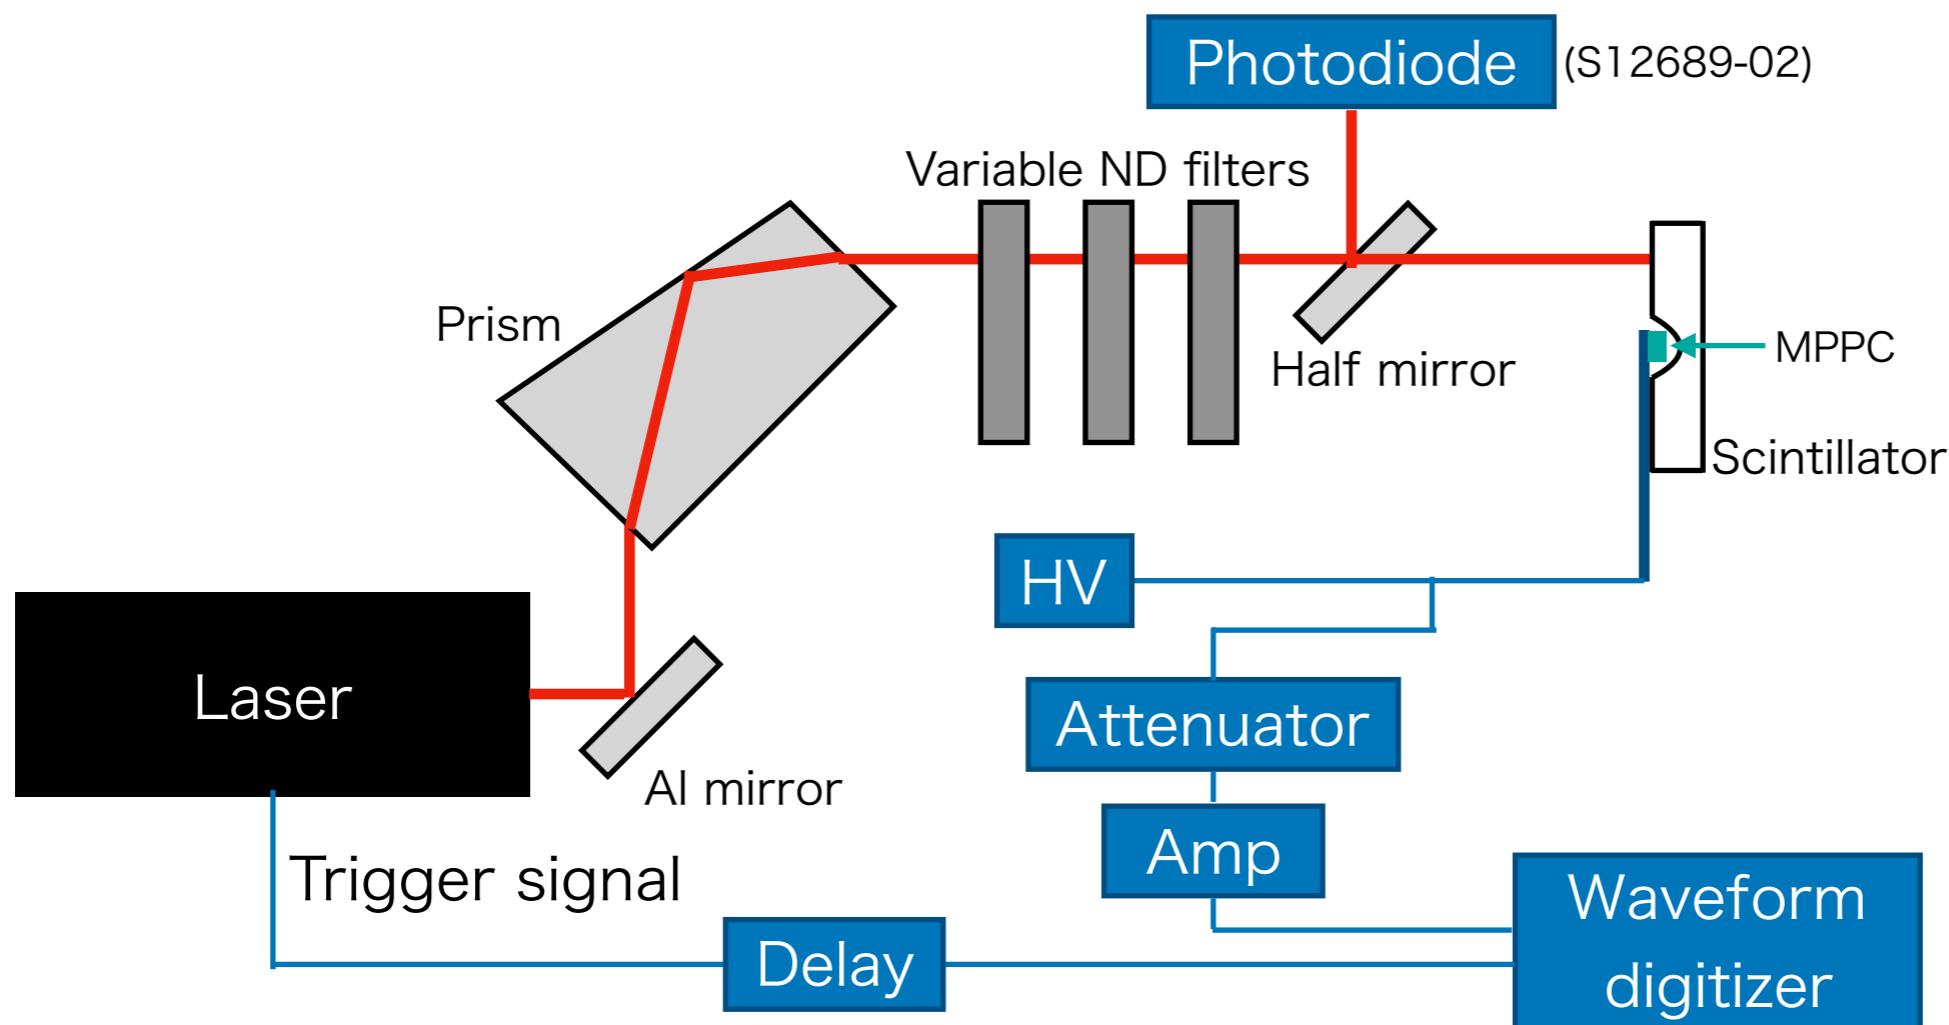 Photodiode
(S12689-02)
Variable ND filters
Prism
Half mirror
MPPC
Scintillator
HV
Laser
Attenuator
Al mirror
Amp
Trigger signal
Waveform
digitizer
Delay